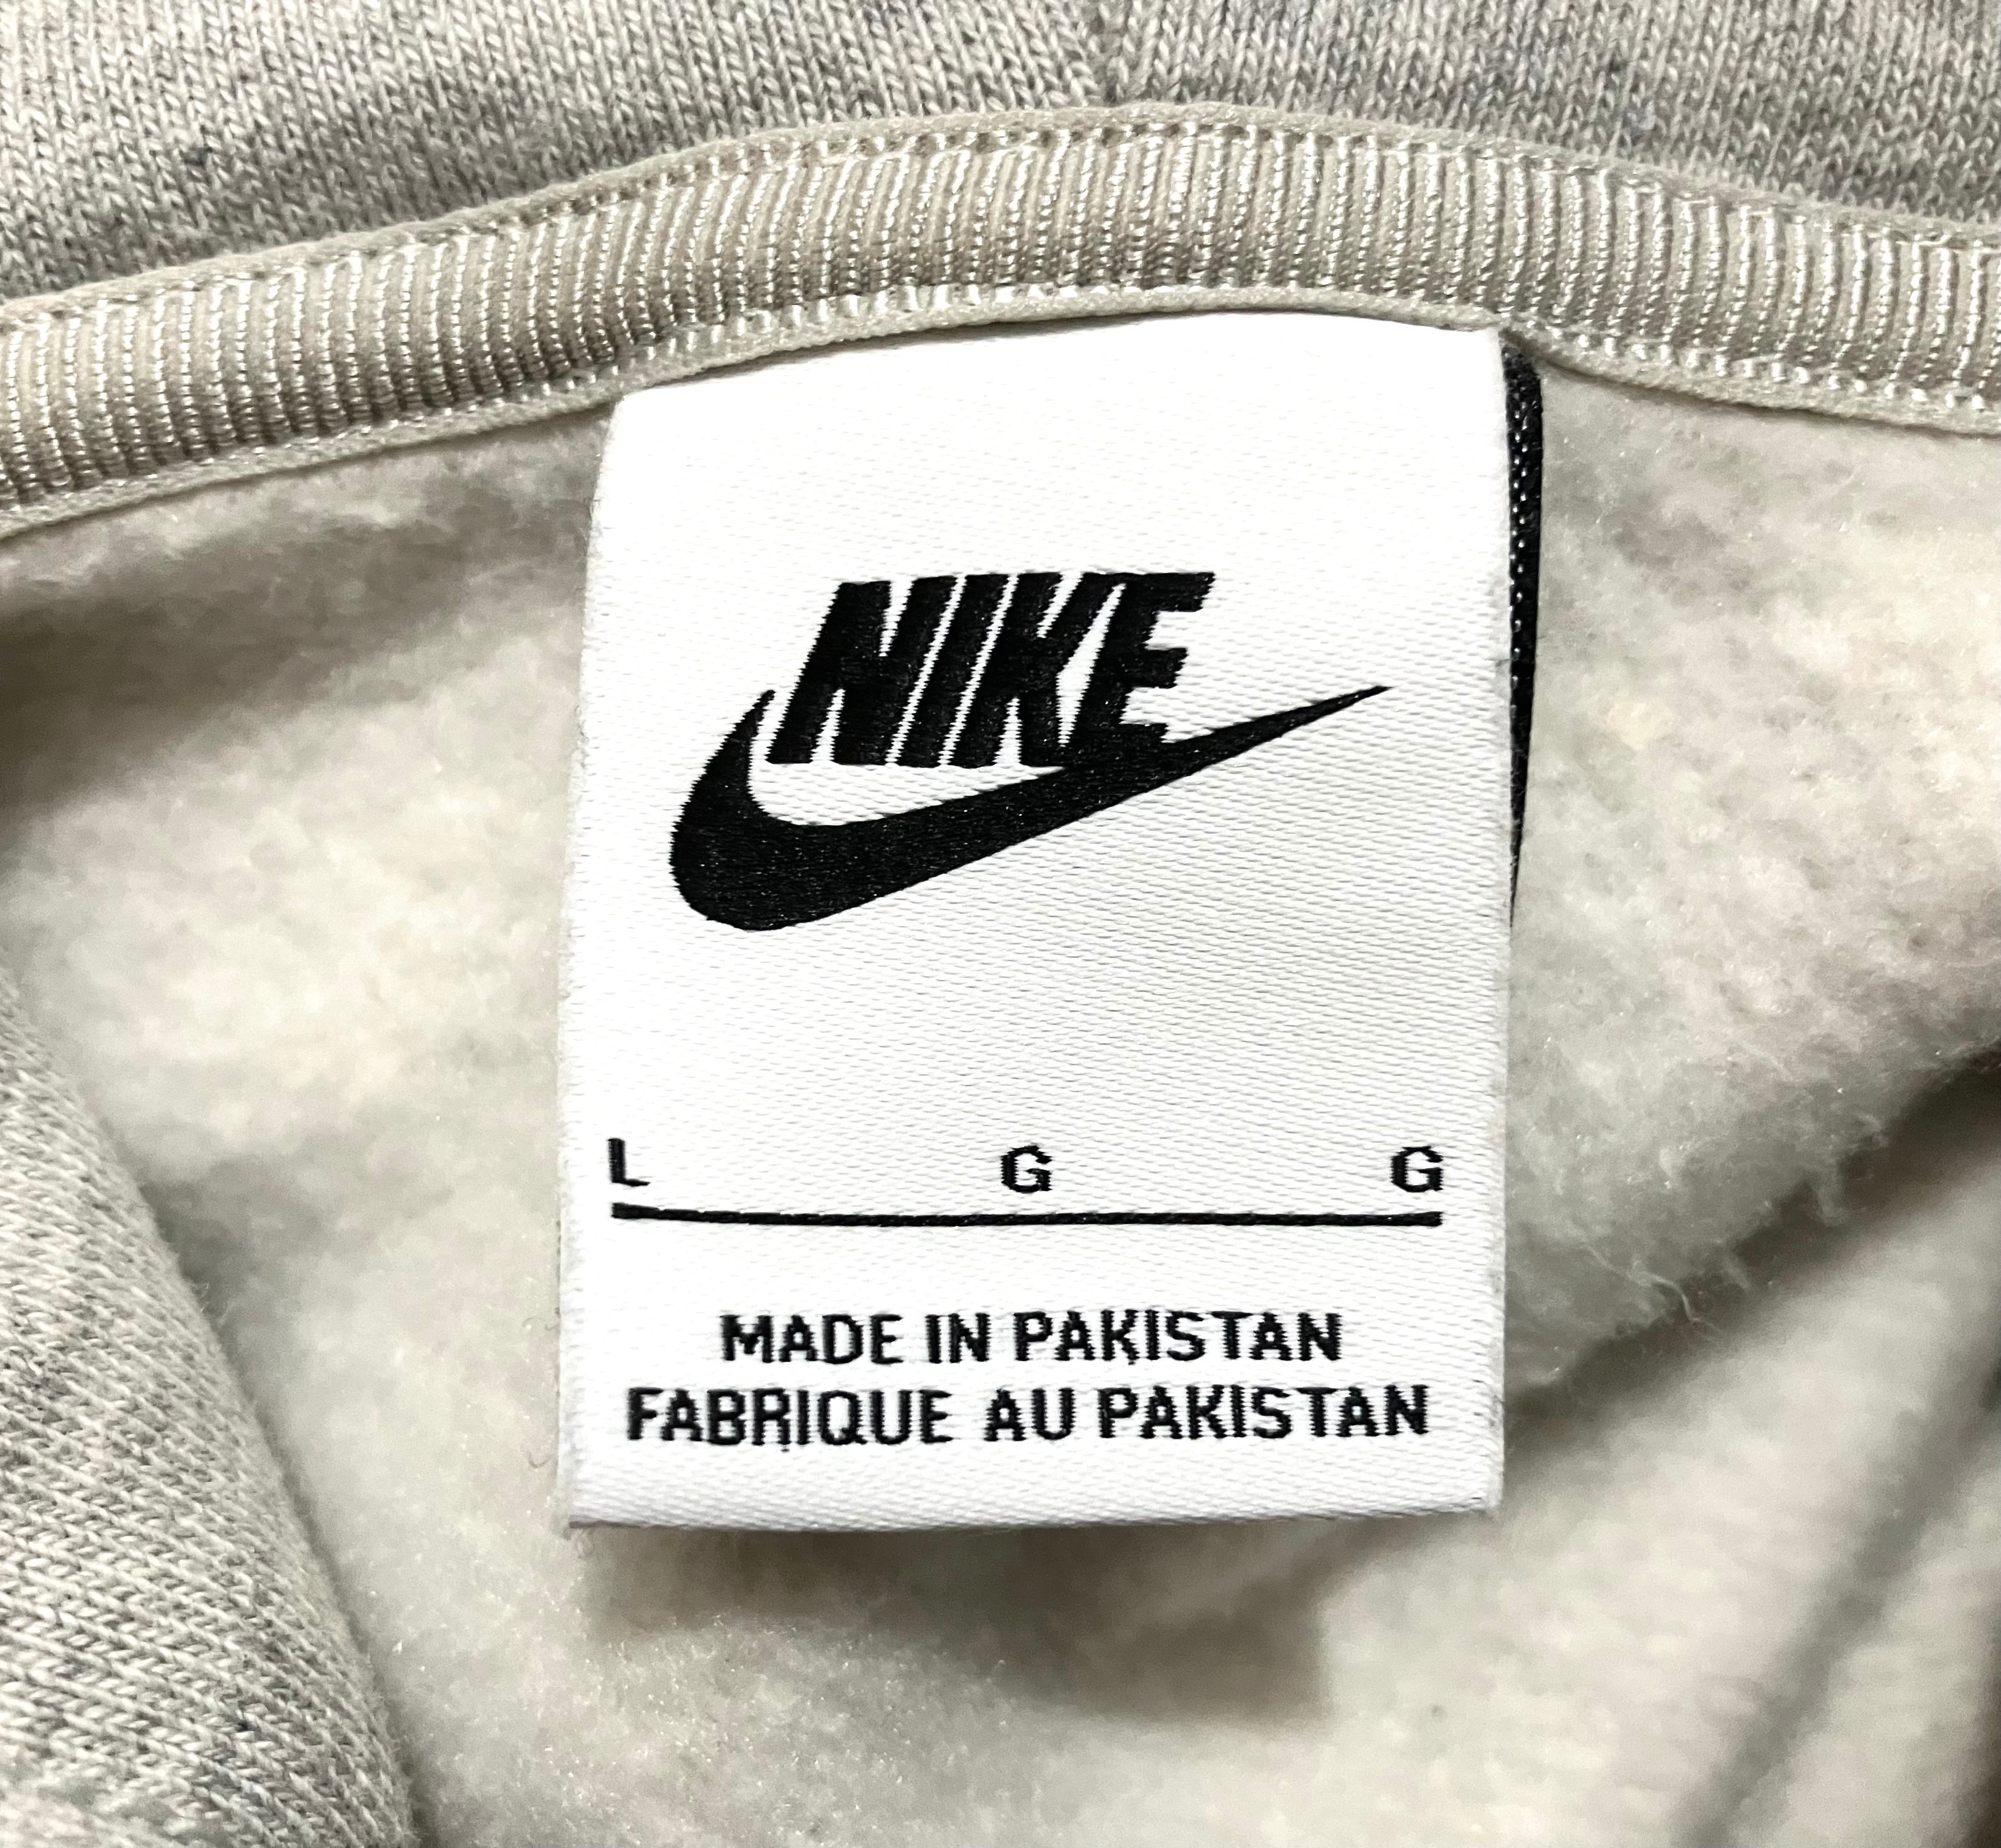 NIKE
L G G
MADE IN PAKISTAN
FABRIQUE AU PAKISTAN